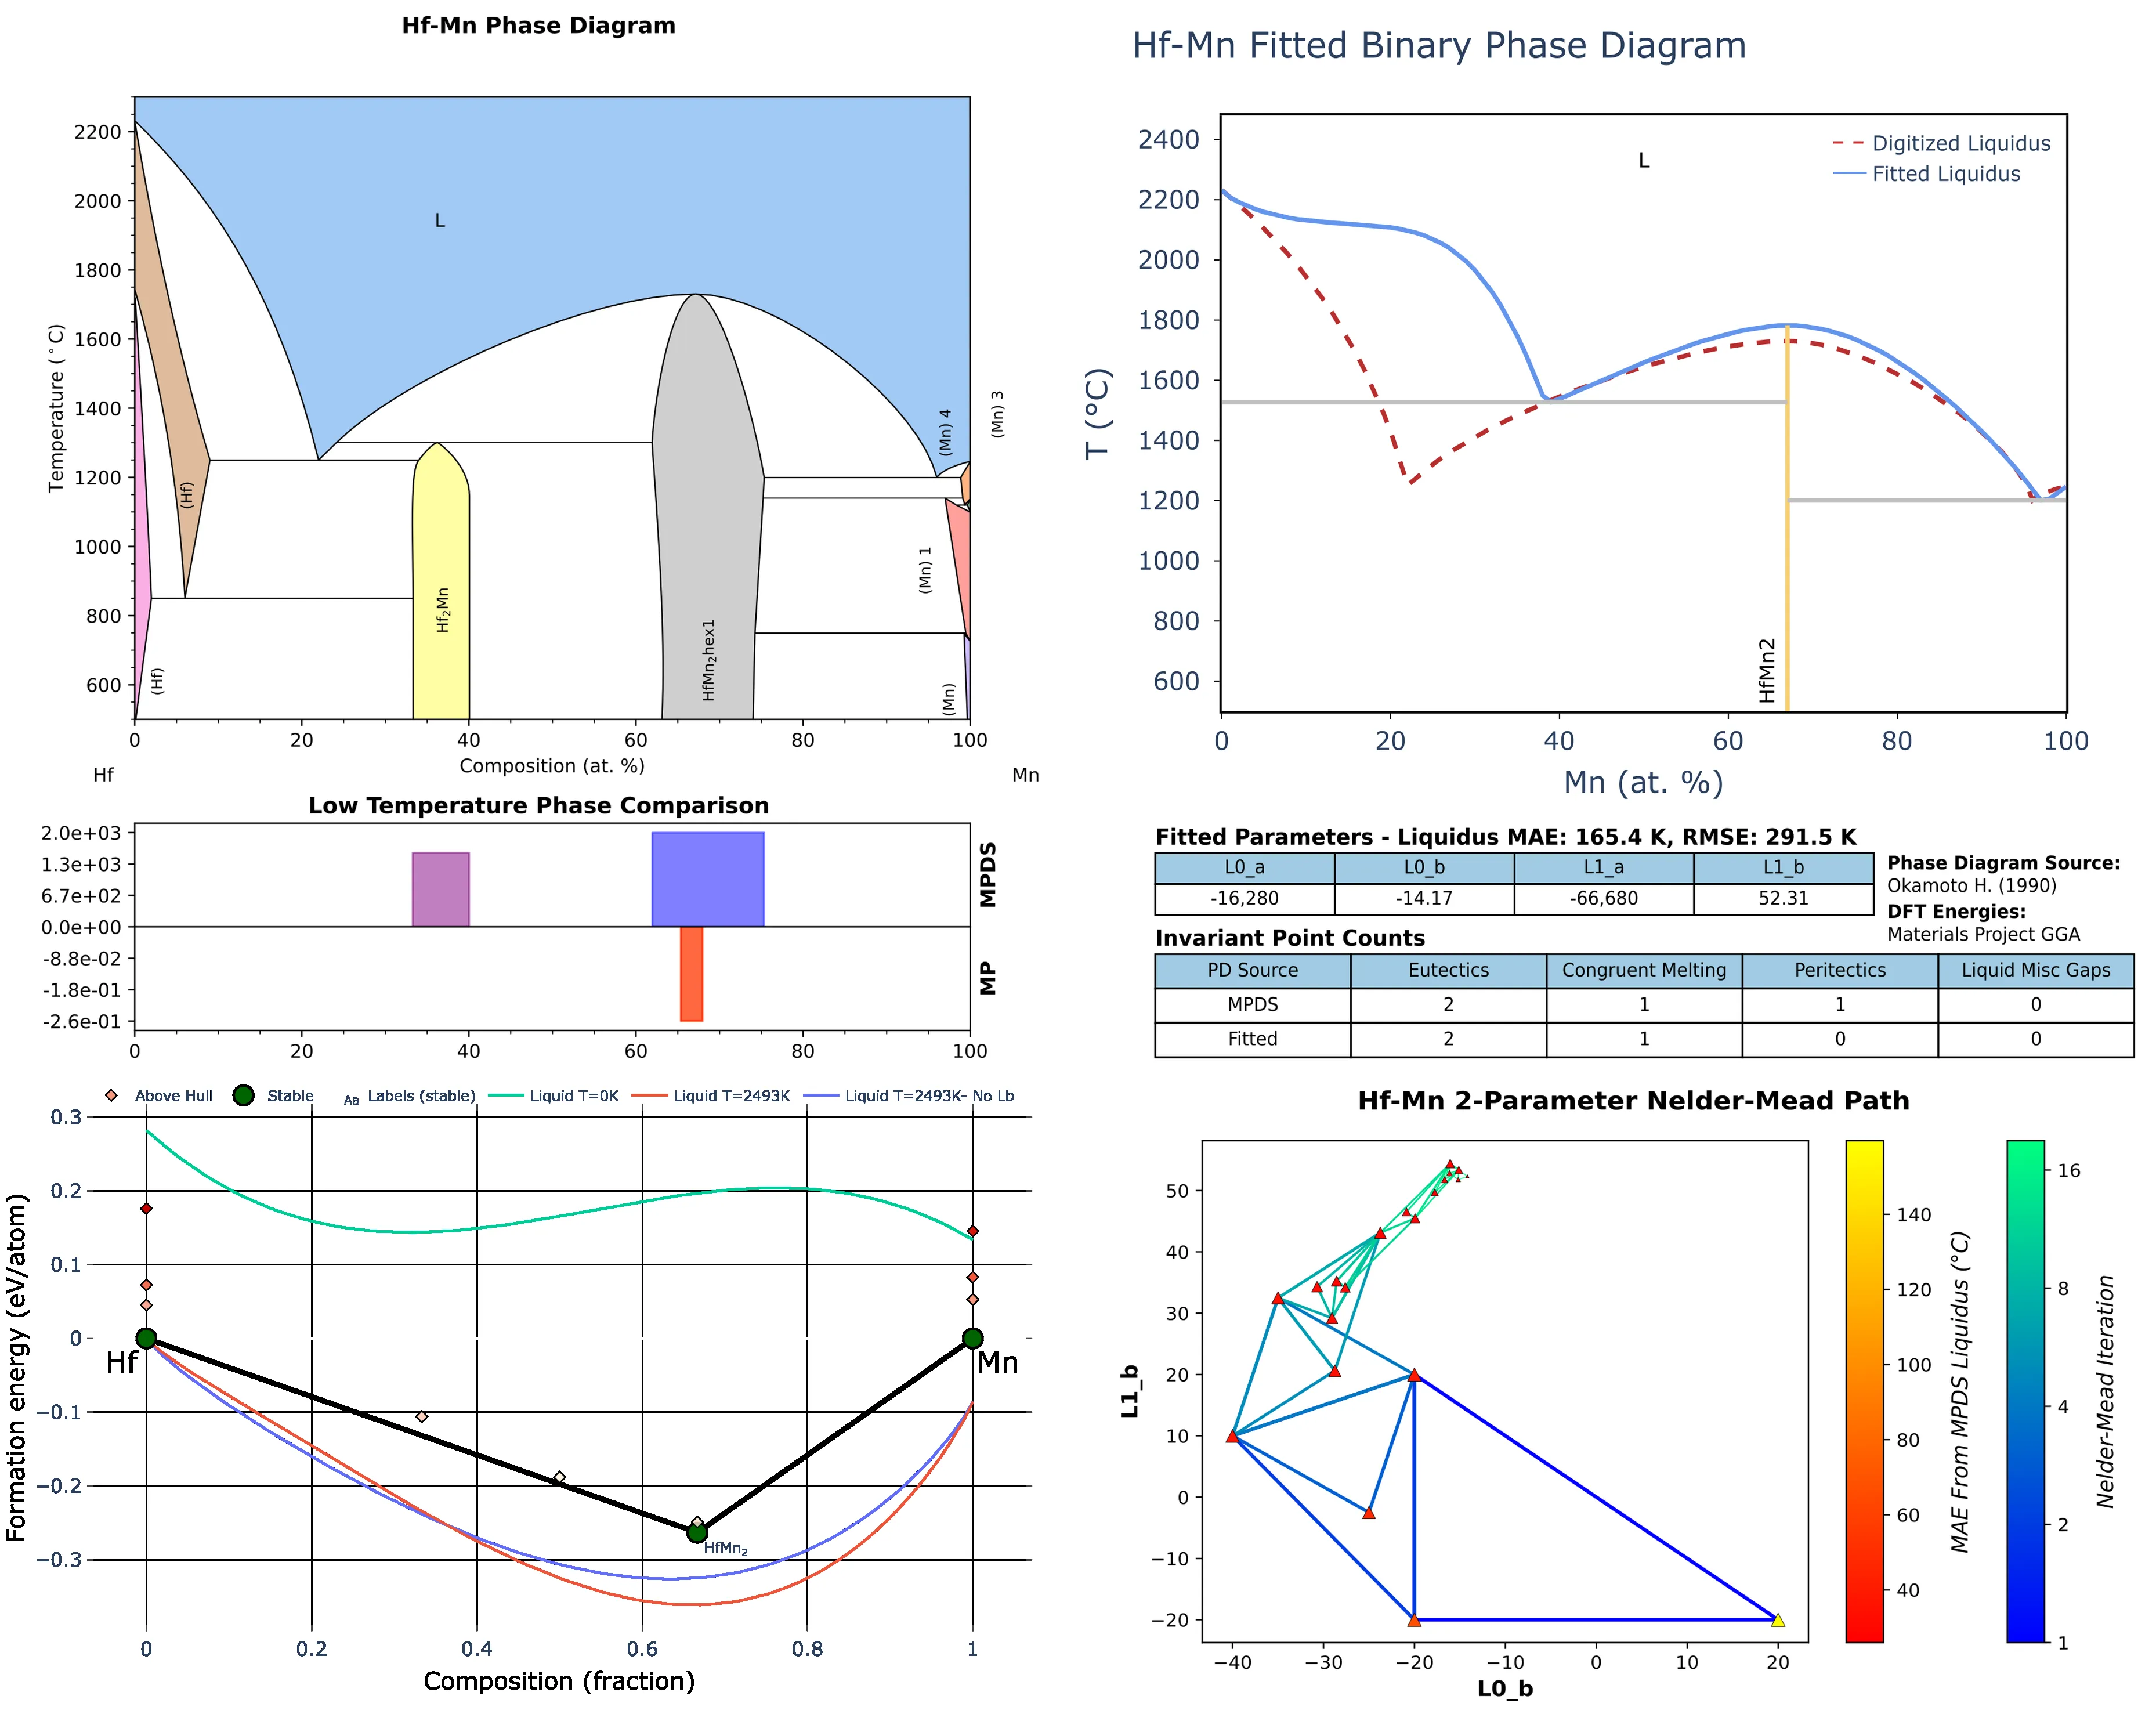 Hf-Mn Phase Diagram
Temperature (°C)
2200
2000
1800
1600
1400
1200
1000
800
600
L
(Hf)
(Hf)
Hf2Mn
HfMn2hex1
(Mn) 4
(Mn) 3
(Mn) 1
(Mn)
0 20 40 60 80 100
Composition (at. %)
Hf
Mn
Hf-Mn Fitted Binary Phase Diagram
T (°C)
2400
2200
2000
1800
1600
1400
1200
1000
800
600
L
Digitized Liquidus
Fitted Liquidus
HfMn2
0 20 40 60 80 100
Mn (at. %)
Low Temperature Phase Comparison
2.0e+03
1.3e+03
6.7e+02
0.0e+00
-8.8e-02
-1.8e-01
-2.6e-01
MPDS
MP
0 20 40 60 80 100
Fitted Parameters - Liquidus MAE: 165.4 K, RMSE: 291.5 K
L0_a L0_b L1_a L1_b
-16,280 -14.17 -66,680 52.31
Phase Diagram Source:
Okamoto H. (1990)
DFT Energies:
Materials Project GGA
Invariant Point Counts
PD Source Eutectics Congruent Melting Peritectics Liquid Misc Gaps
MPDS 2 1 1 0
Fitted 2 1 0 0
Above Hull Stable Aa Labels (stable) Liquid T=0K Liquid T=2493K Liquid T=2493K- No Lb
Formation energy (eV/atom)
0.3
0.2
0.1
0
−0.1
−0.2
−0.3
Hf
Mn
HfMn2
0 0.2 0.4 0.6 0.8 1
Composition (fraction)
Hf-Mn 2-Parameter Nelder-Mead Path
L1_b
50
40
30
20
10
0
−10
−20
−40 −30 −20 −10 0 10 20
L0_b
140
120
100
80
60
40
MAE From MPDS Liquidus (°C)
16
8
4
2
1
Nelder-Mead Iteration